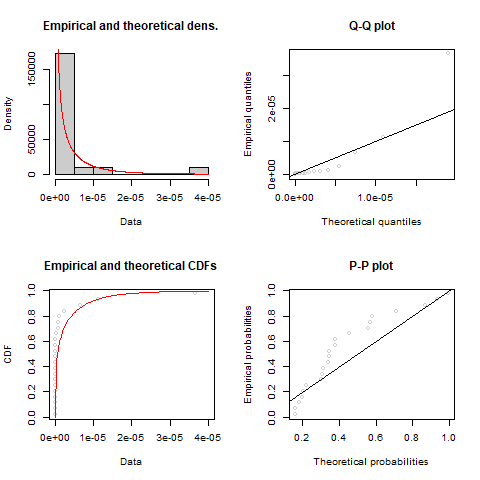 Empirical and theoretical dens.
Density
0 50000 150000
0e+00 1e-05 2e-05 3e-05 4e-05
Data
Q-Q plot
Empirical quantiles
0e+00 2e-05
0.0e+00 1.0e-05
Theoretical quantiles
Empirical and theoretical CDFs
CDF
0.0 0.2 0.4 0.6 0.8 1.0
0e+00 1e-05 2e-05 3e-05 4e-05
Data
P-P plot
Empirical probabilities
0.0 0.2 0.4 0.6 0.8 1.0
0.2 0.4 0.6 0.8 1.0
Theoretical probabilities